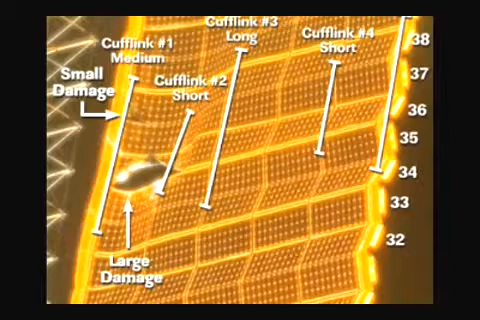 Cufflink #3
Long
Cufflink #1
Medium
Cufflink #4
Short
38
Small
Damage
Cufflink #2
Short
37
36
35
34
33
32
Large
Damage